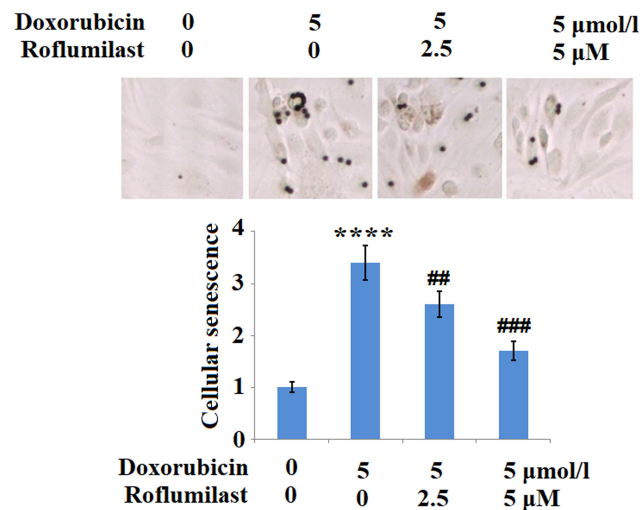 Doxorubicin 0 5 5 5 μmol/l
Roflumilast 0 0 2.5 5 μM
4
3
2
1
0
Cellular senescence
****
##
###
Doxorubicin 0 5 5 5 μmol/l
Roflumilast 0 0 2.5 5 μM